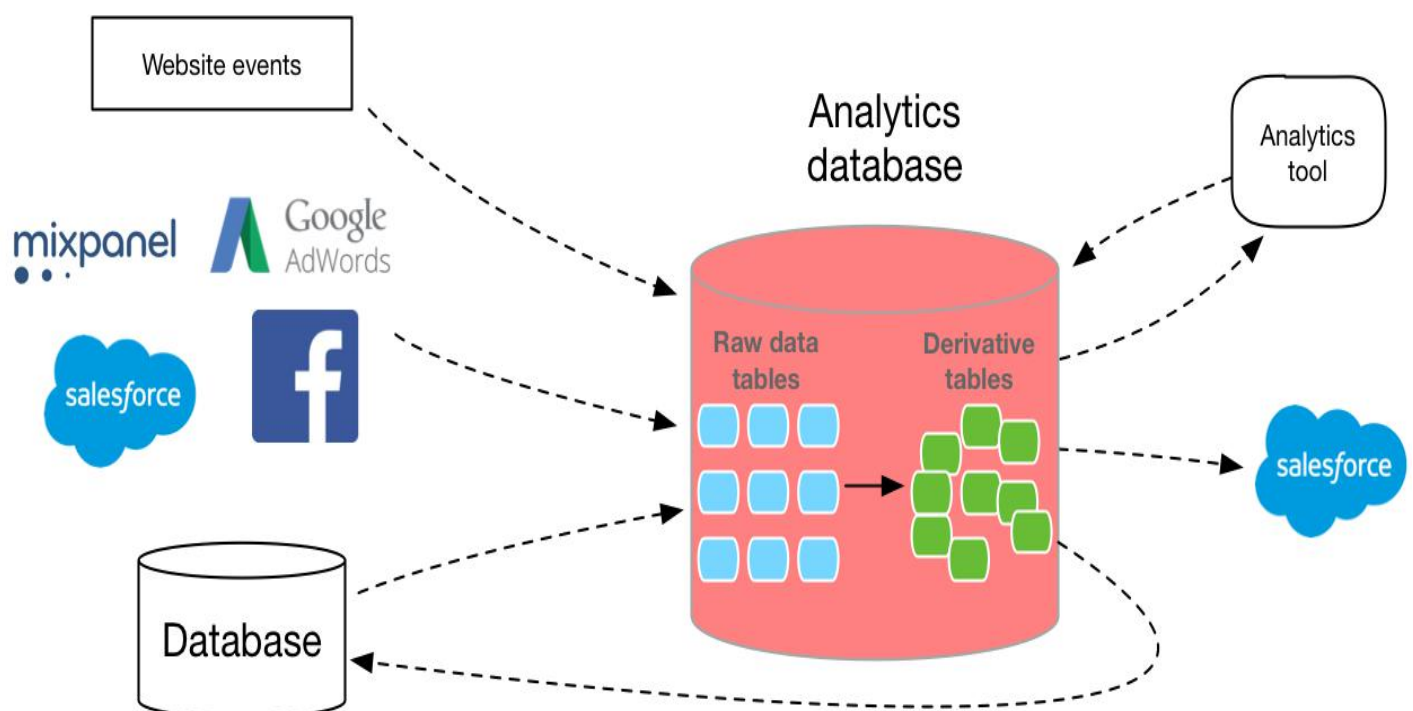 Website events
Analytics
database
Analytics
tool
mixpanel
Google
AdWords
salesforce
f
Raw data
tables
Derivative
tables
salesforce
Database